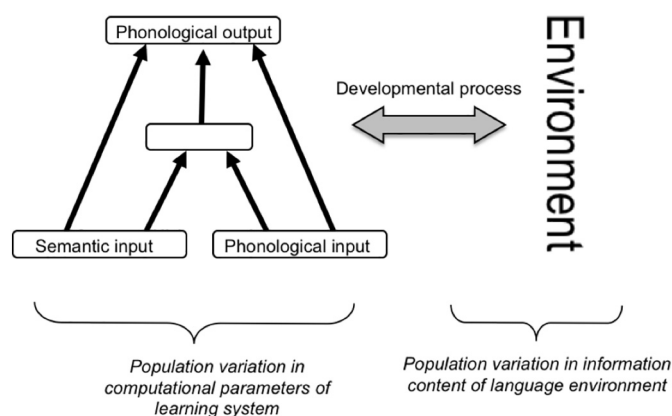 Phonological output
Developmental process
Environment
Semantic input
Phonological input
Population variation in
computational parameters of
learning system
Population variation in information
content of language environment